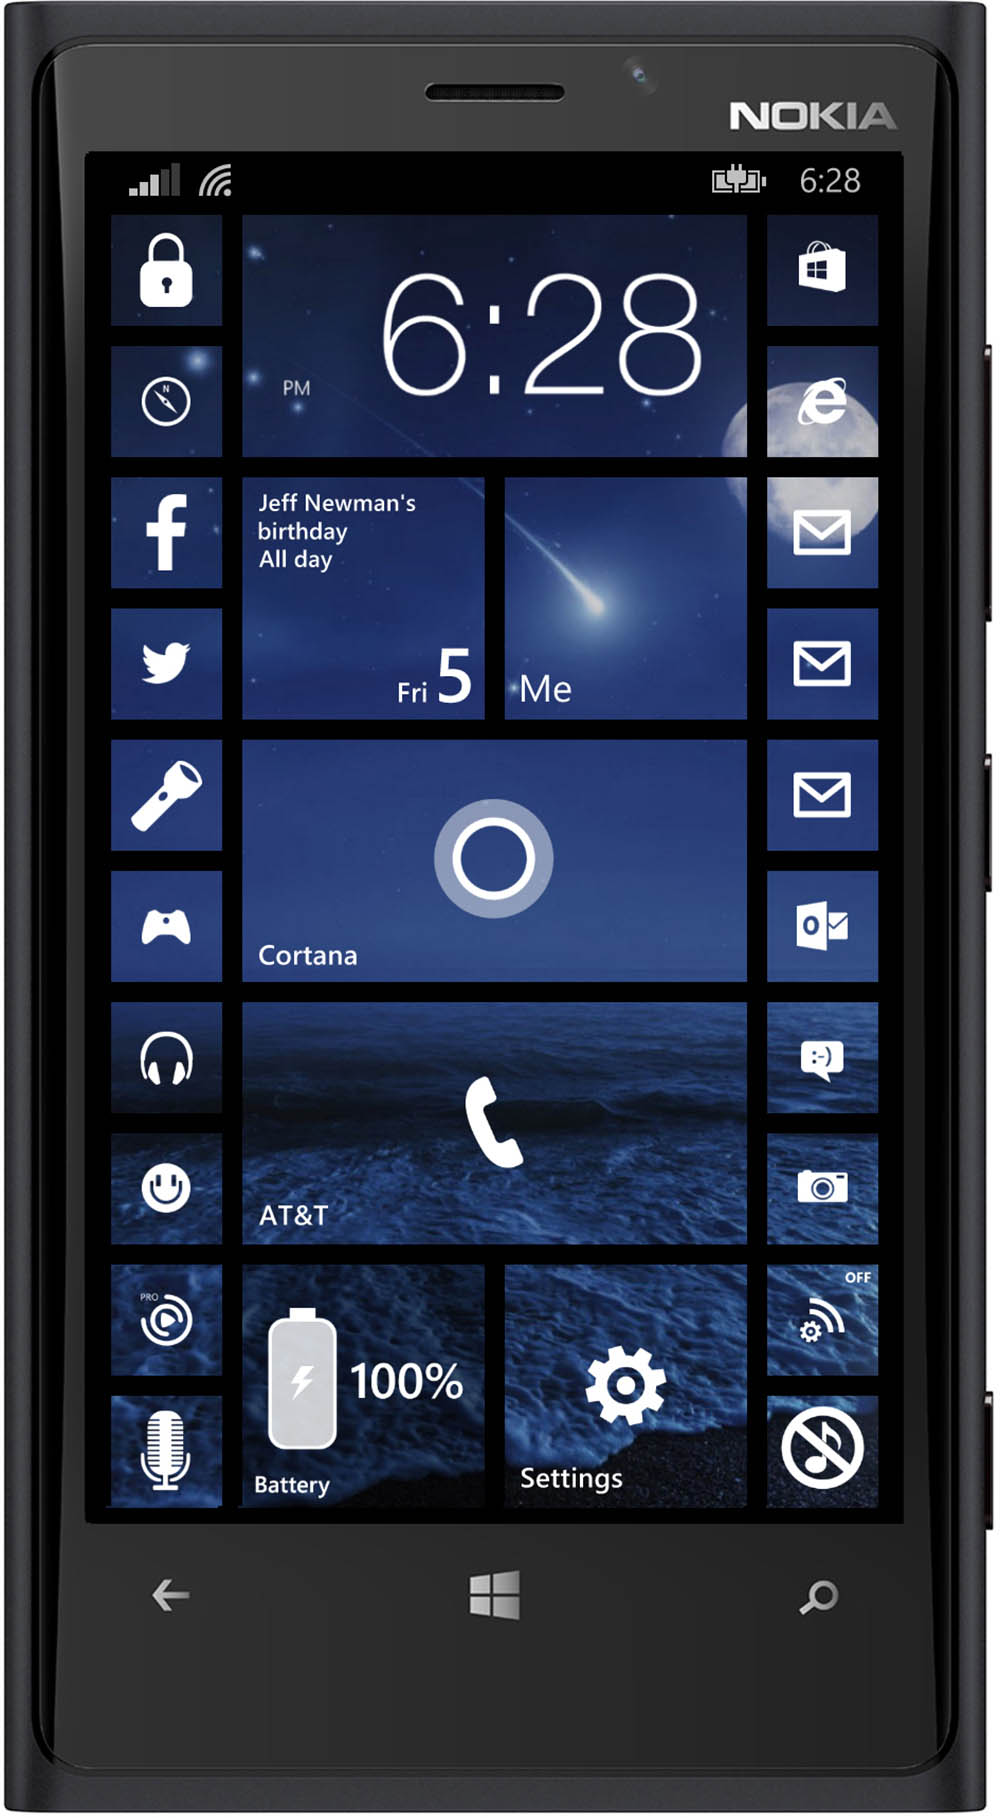 NOKIA
6:28
6:28
PM
Jeff Newman's
birthday
All day
Fri 5
Me
Cortana
:-)
AT&T
PRO
OFF
100%
Battery
Settings
N